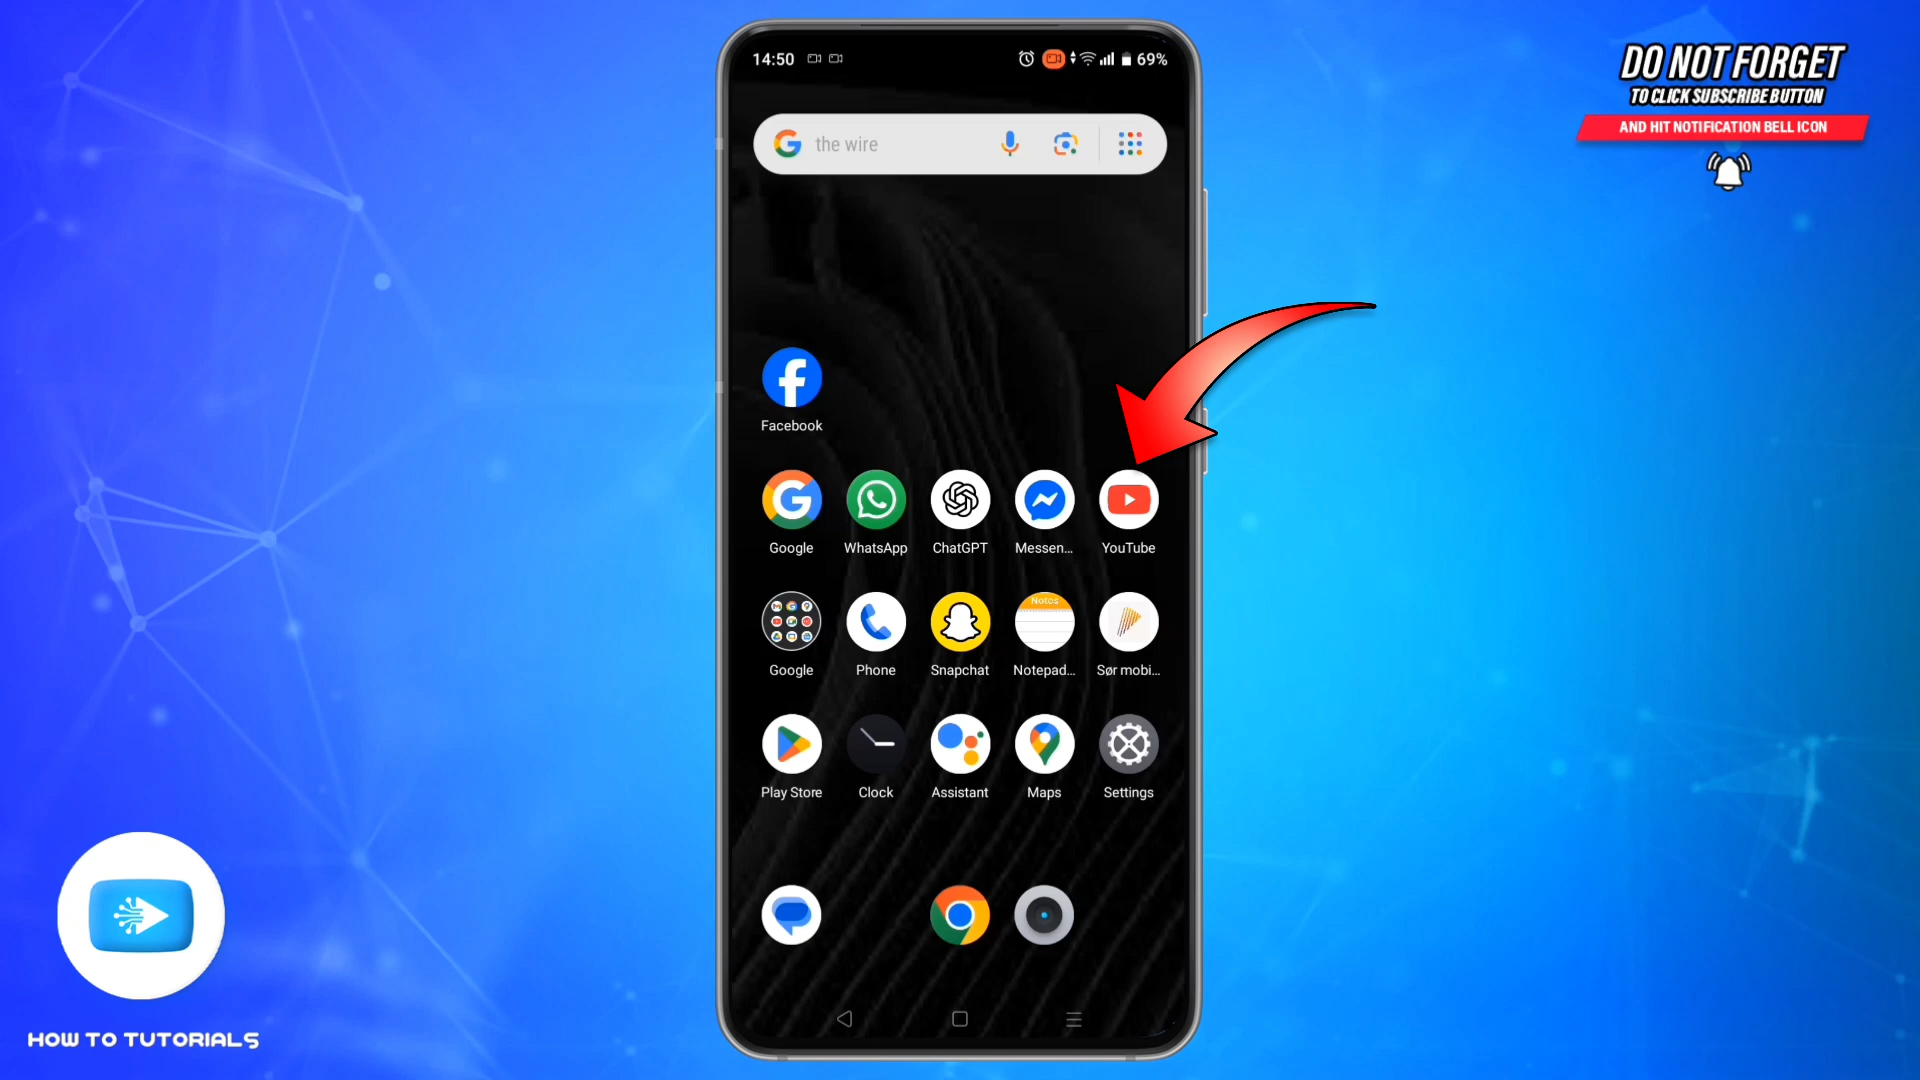 14:50
69%
the wire
Facebook
Google
WhatsApp
ChatGPT
Messen...
YouTube
Google
Phone
Snapchat
Notes
Notepad...
Sør mobi...
Play Store
Clock
Assistant
Maps
Settings
DO NOT FORGET
TO CLICK SUBSCRIBE BUTTON
AND HIT NOTIFICATION BELL ICON
HOW TO TUTORIALS